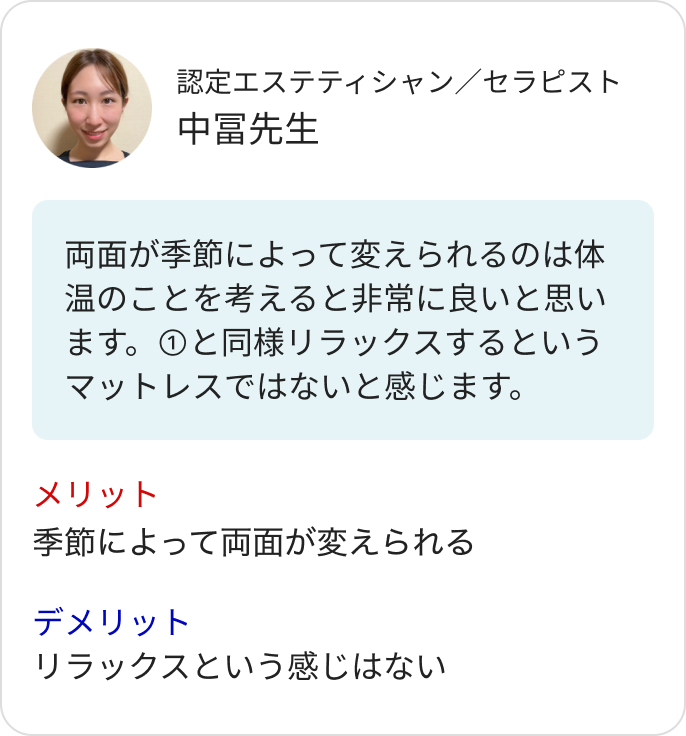 認定エステティシャン／セラピスト
中冨先生
両面が季節によって変えられるのは体
温のことを考えると非常に良いと思い
ます。①と同様リラックスするという
マットレスではないと感じます。
メリット
季節によって両面が変えられる
デメリット
リラックスという感じはない